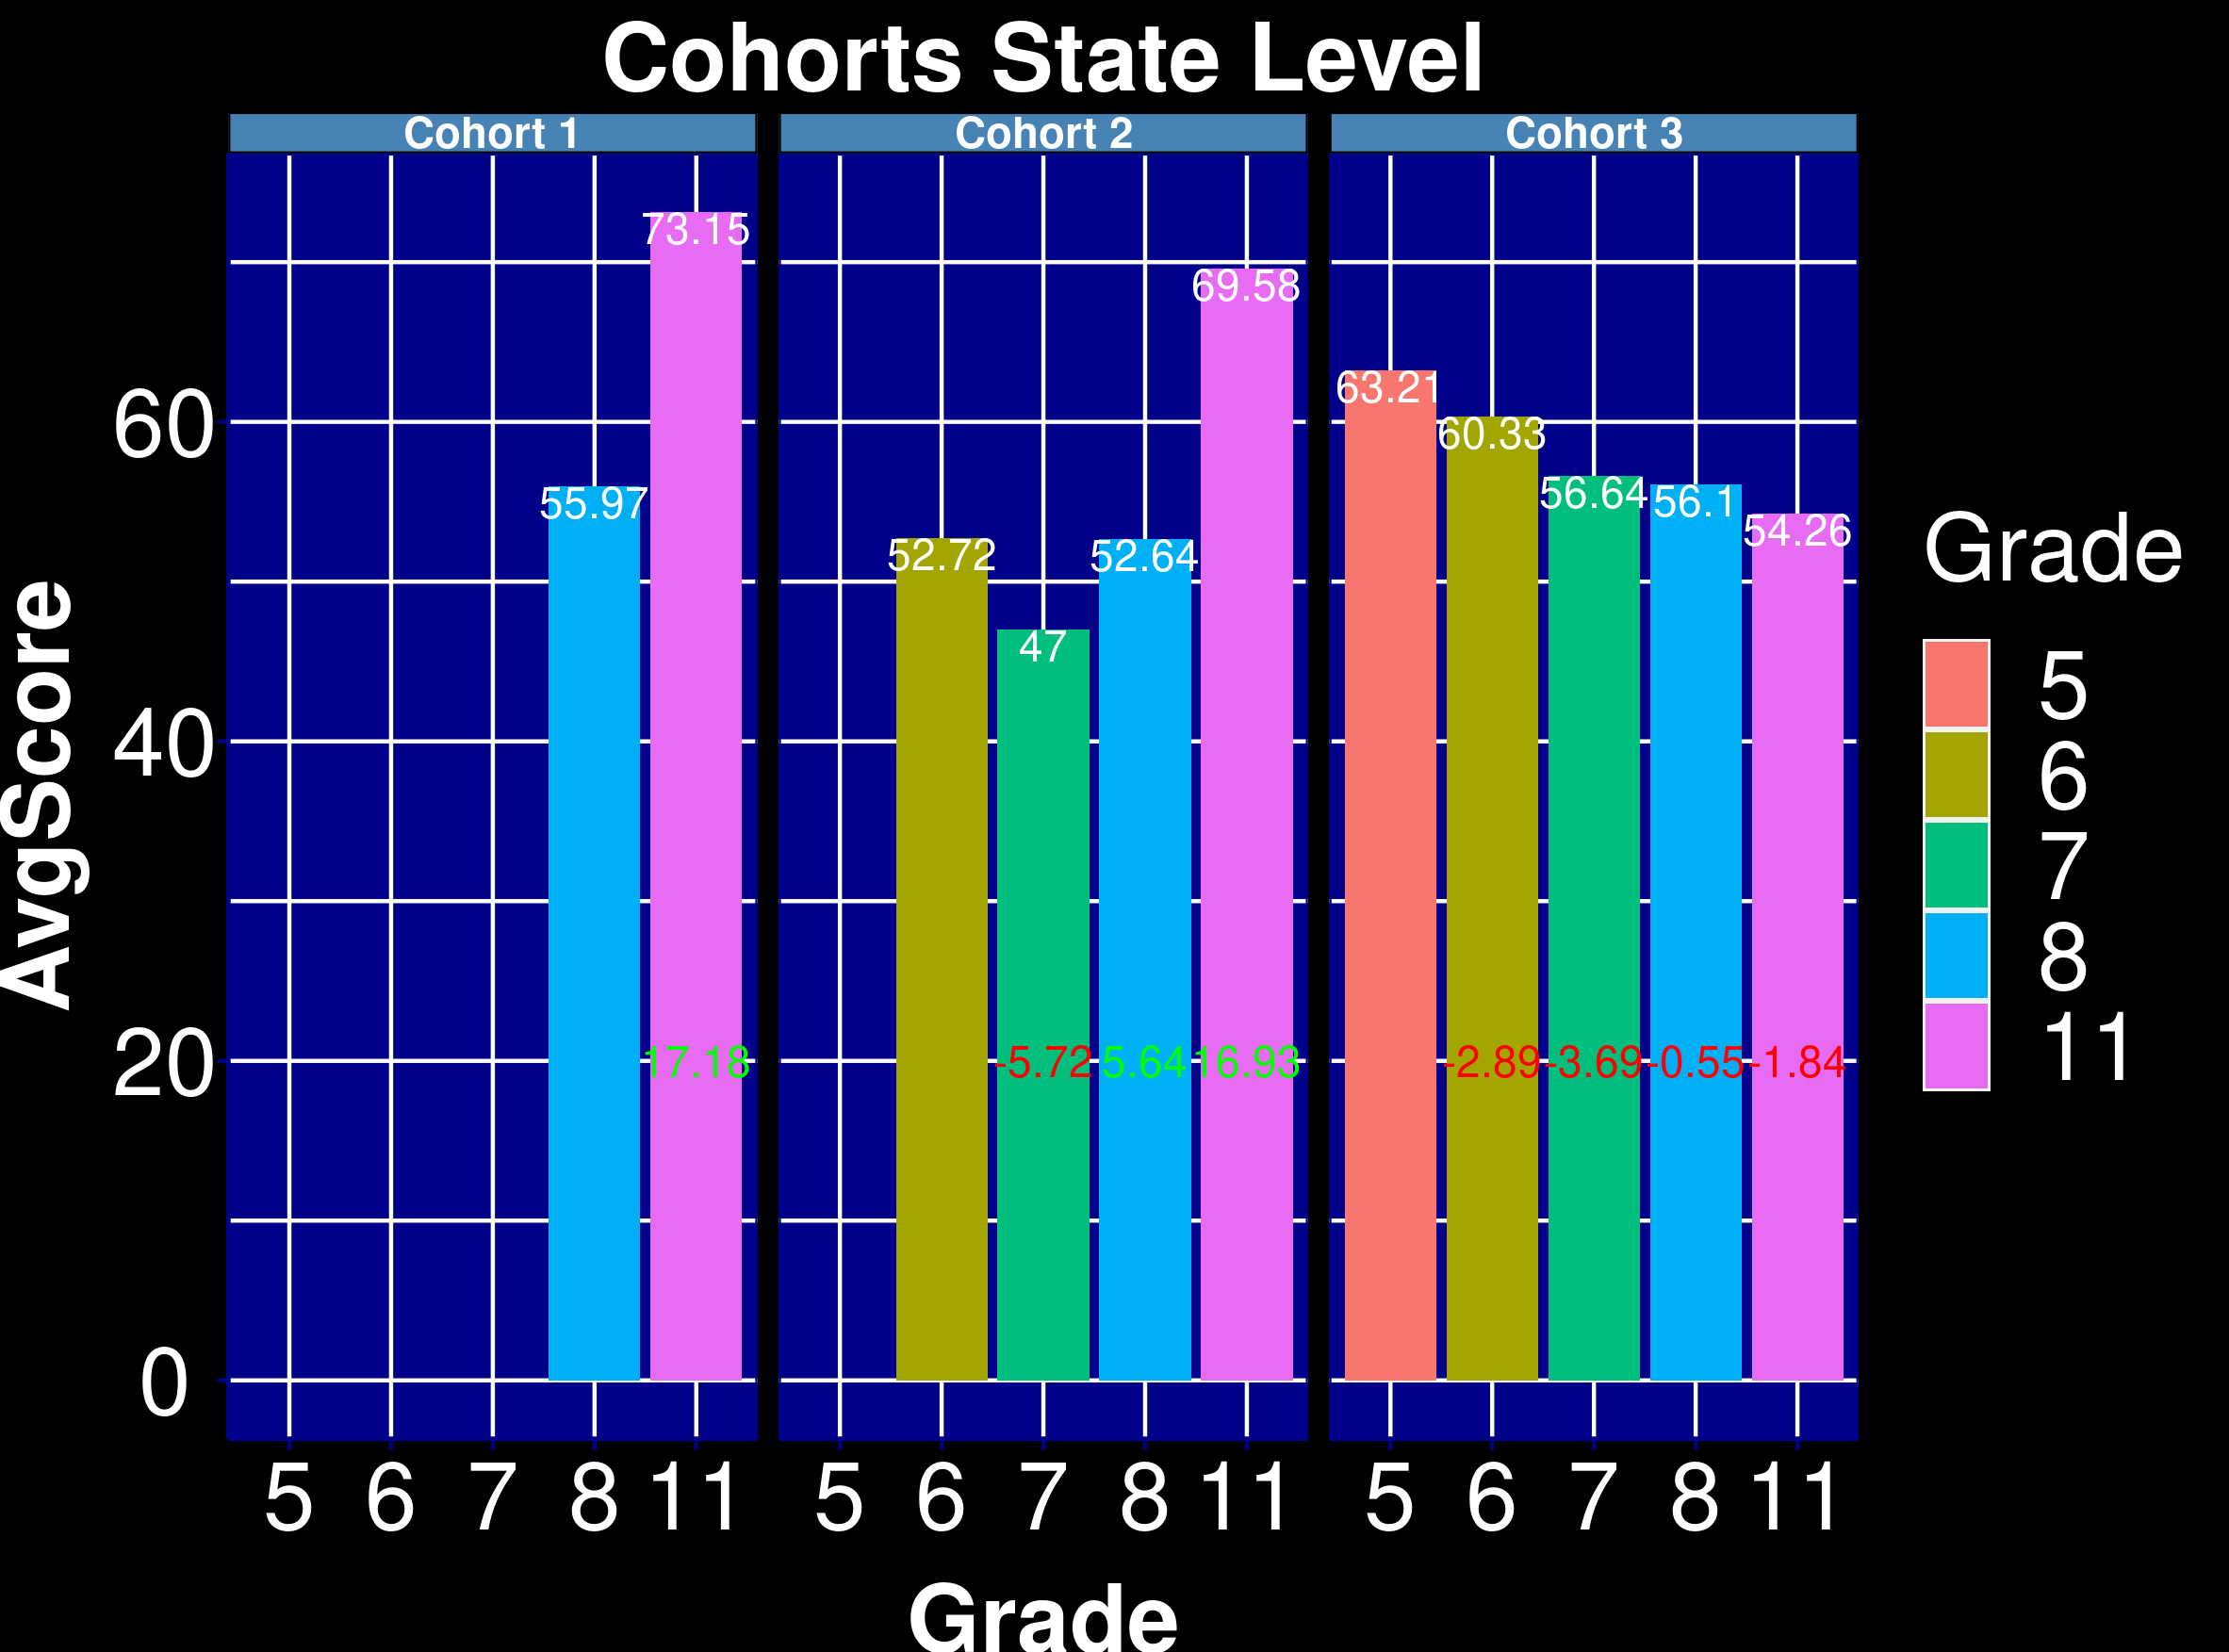 Cohorts State Level
Cohort 1 Cohort 2 Cohort 3
73.15
69.58
63.21
60.33
60
55.97
56.64
56.1
54.26
52.72
52.64
47
AvgScore
40
20
17.18
-5.72 5.64 16.93
-2.89 -3.69 -0.55 -1.84
0
5 6 7 8 11 5 6 7 8 11 5 6 7 8 11
Grade
Grade
5
6
7
8
11